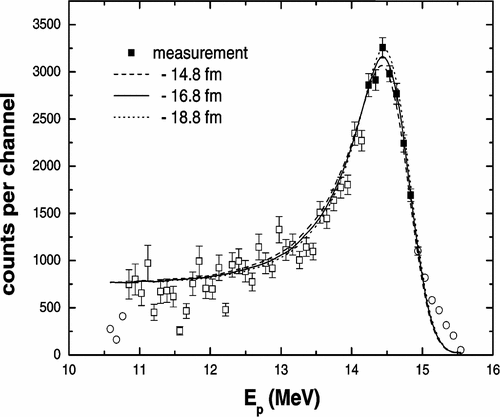 3500
3000
2500
2000
1500
1000
500
0
counts per channel
measurement
- 14.8 fm
- 16.8 fm
- 18.8 fm
10 11 12 13 14 15 16
Ep (MeV)